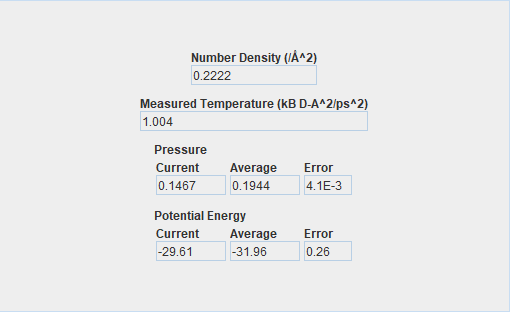 Number Density (/Å^2)
0.2222
Measured Temperature (kB D-A^2/ps^2)
1.004
Pressure
Current Average Error
0.1467 0.1944 4.1E-3
Potential Energy
Current Average Error
-29.61 -31.96 0.26